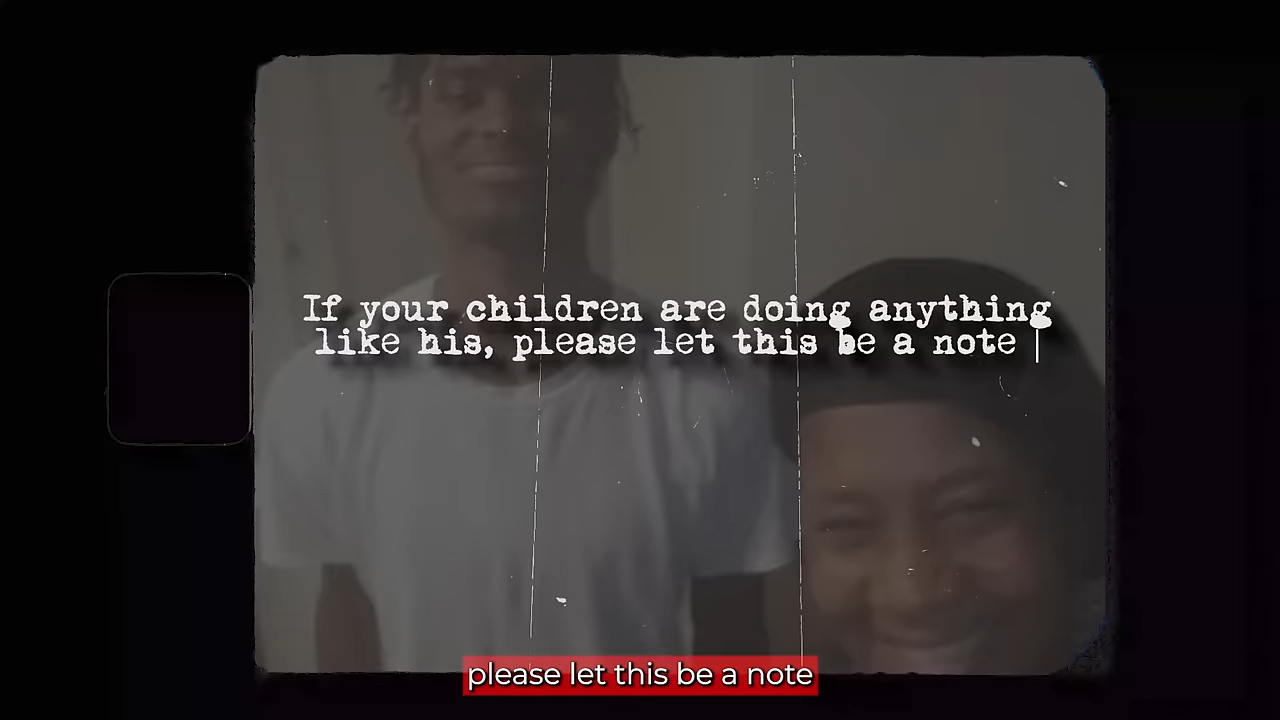 If your children are doing anything
like his, please let this be a note
please let this be a note